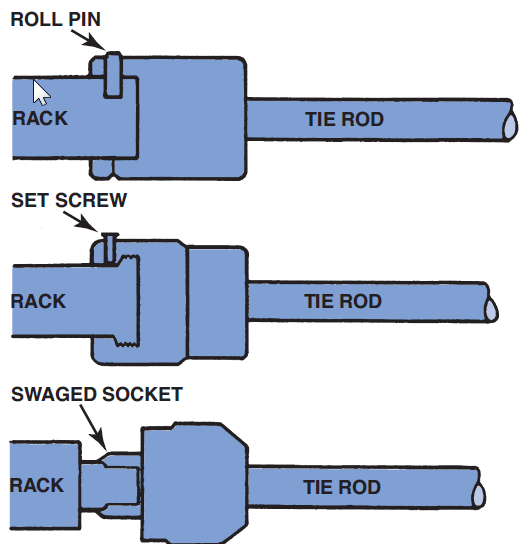 ROLL PIN
RACK
TIE ROD
SET SCREW
RACK
TIE ROD
SWAGED SOCKET
RACK
TIE ROD